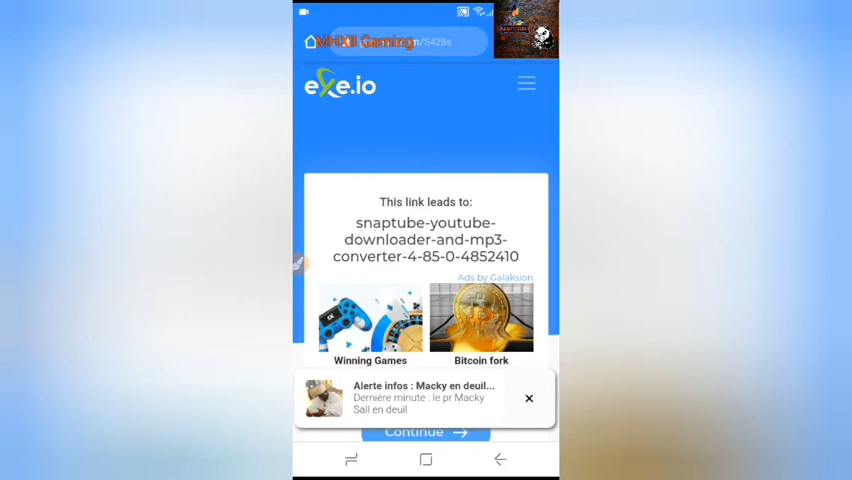 MHXII Gaming
/S428s
exe.io
This link leads to:
snaptube-youtube-
downloader-and-mp3-
converter-4-85-0-4852410
Ads by Galaksion
Winning Games
Bitcoin fork
Alerte infos : Macky en deuil...
Dernière minute : le pr Macky
Sall en deuil
Continue